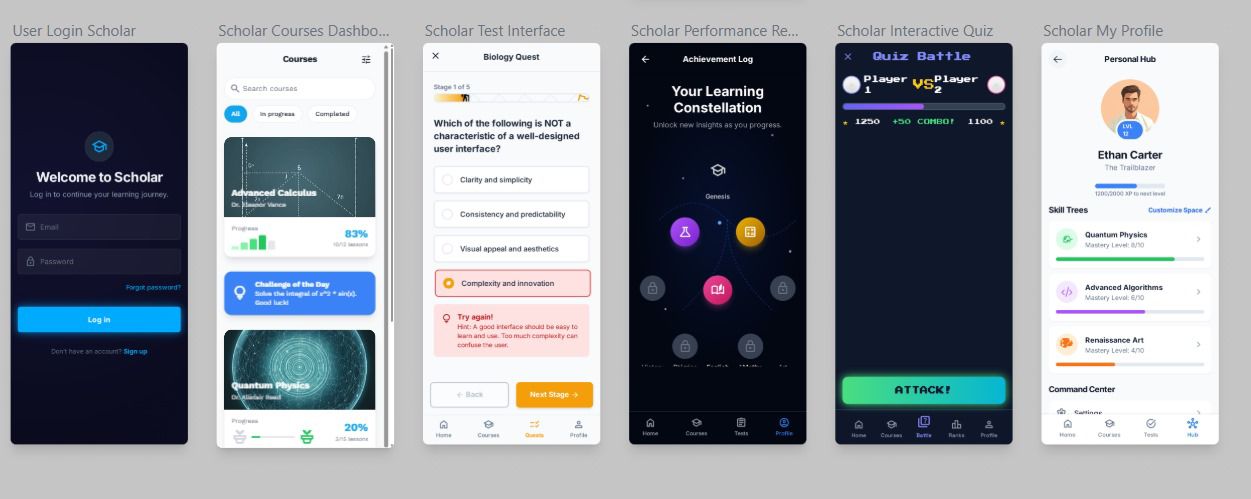 User Login Scholar
Welcome to Scholar
Log in to continue your learning journey.
Email
Password
Forgot password?
Log in
Don't have an account? Sign up
Scholar Courses Dashbo...
Courses
Search courses
All
In progress
Completed
Advanced Calculus
Dr. Eleanor Vance
Progress
83%
10/12 lessons
Challenge of the Day
Solve the integral of x^2 * sin(x).
Good luck!
Quantum Physics
Dr. Alistair Reed
Progress
20%
3/15 lessons
Scholar Test Interface
Biology Quest
Stage 1 of 5
Which of the following is NOT a
characteristic of a well-designed
user interface?
Clarity and simplicity
Consistency and predictability
Visual appeal and aesthetics
Complexity and innovation
Try again!
Hint: A good interface should be easy to
learn and use. Too much complexity can
confuse the user.
← Back
Next Stage →
Home
Courses
Quests
Profile
Scholar Performance Re...
Achievement Log
Your Learning
Constellation
Unlock new insights as you progress.
Genesis
Home
Courses
Tests
Profile
Scholar Interactive Quiz
Quiz Battle
Player
1
VS
Player
2
1250
+50 COMBO!
1100
ATTACK!
Home
Courses
Battle
Ranks
Profile
Scholar My Profile
Personal Hub
LVL
12
Ethan Carter
The Trailblazer
1200/2000 XP to next level
Skill Trees
Customize Space
Quantum Physics
Mastery Level: 8/10
Advanced Algorithms
Mastery Level: 6/10
Renaissance Art
Mastery Level: 4/10
Command Center
Settings
Home
Courses
Tests
Hub